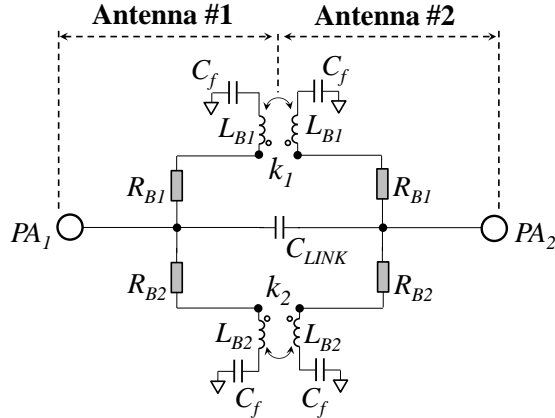 Antenna #1 Antenna #2
C_f C_f
L_B1 L_B1
k_1
R_B1 R_B1
PA_1 PA_2
C_LINK
R_B2 k_2 R_B2
L_B2 L_B2
C_f C_f